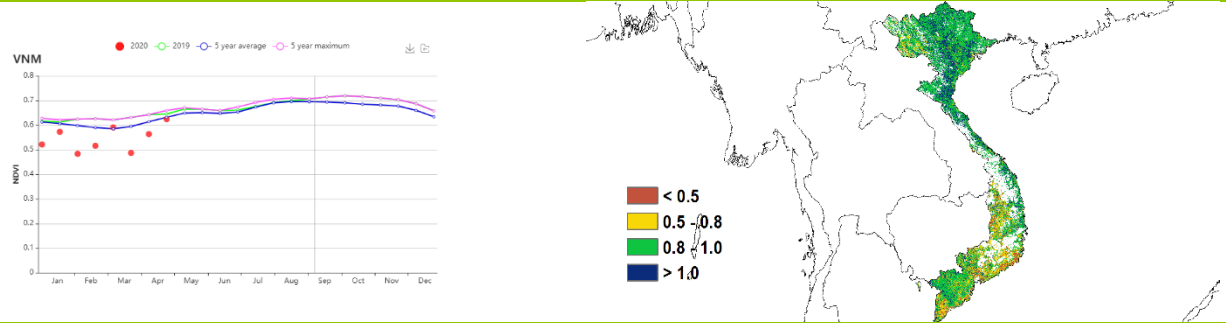 2020 2019 5 year average 5 year maximum
VNM
0.8
0.7
0.6
0.5
0.4
0.3
0.2
0.1
0
NDVI
Jan Feb Mar Apr May Jun Jul Aug Sep Oct Nov Dec
< 0.5
0.5 - 0.8
0.8 - 1.0
> 1.0